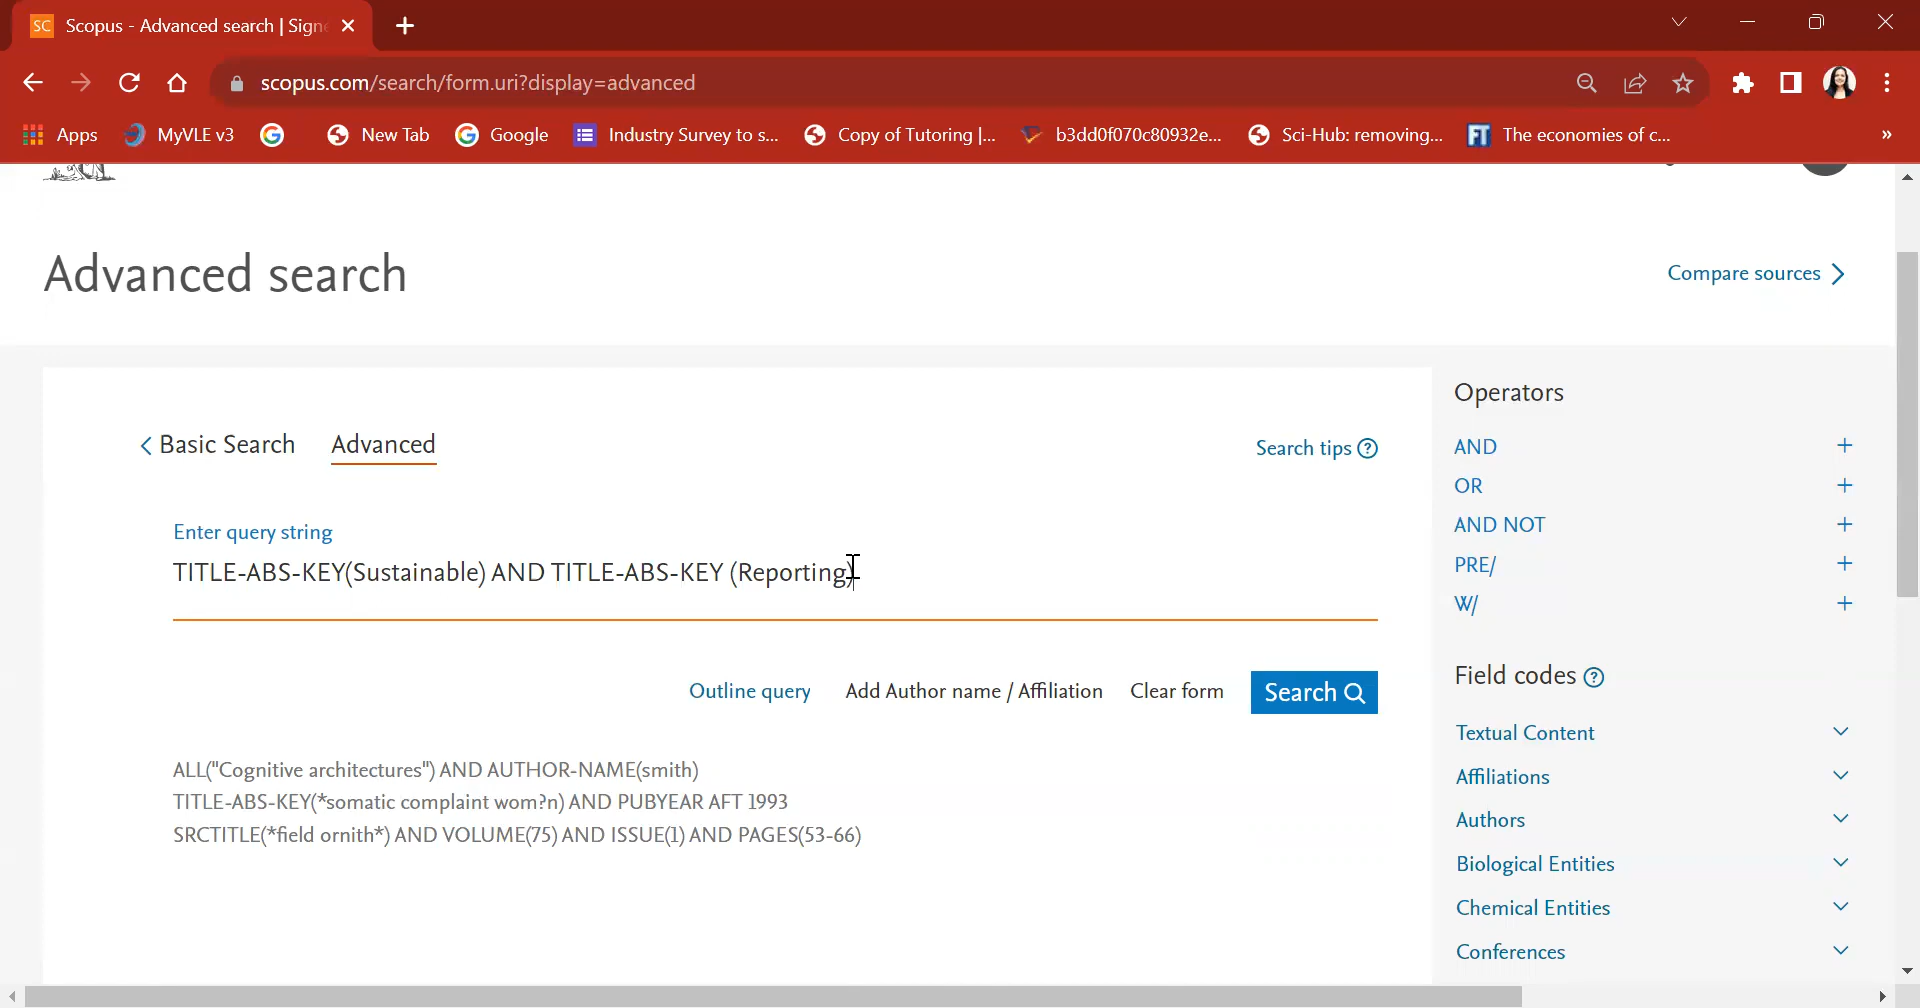 SC Scopus - Advanced search | Sign
scopus.com/search/form.uri?display=advanced
Apps MyVLE v3 New Tab Google Industry Survey to s... Copy of Tutoring |... b3dd0f070c80932e... Sci-Hub: removing,... FT The economies of c... »
Advanced search
Compare sources
Basic Search Advanced
Search tips
Enter query string
TITLE-ABS-KEY(Sustainable) AND TITLE-ABS-KEY (Reporting)
Outline query Add Author name / Affiliation Clear form Search
ALL("Cognitive architectures") AND AUTHOR-NAME(smith)
TITLE-ABS-KEY(*somatic complaint wom?n) AND PUBYEAR AFT 1993
SRCTITLE(*field ornith*) AND VOLUME(75) AND ISSUE(1) AND PAGES(53-66)
Operators
AND +
OR +
AND NOT +
PRE/ +
W/ +
Field codes ?
Textual Content
Affiliations
Authors
Biological Entities
Chemical Entities
Conferences